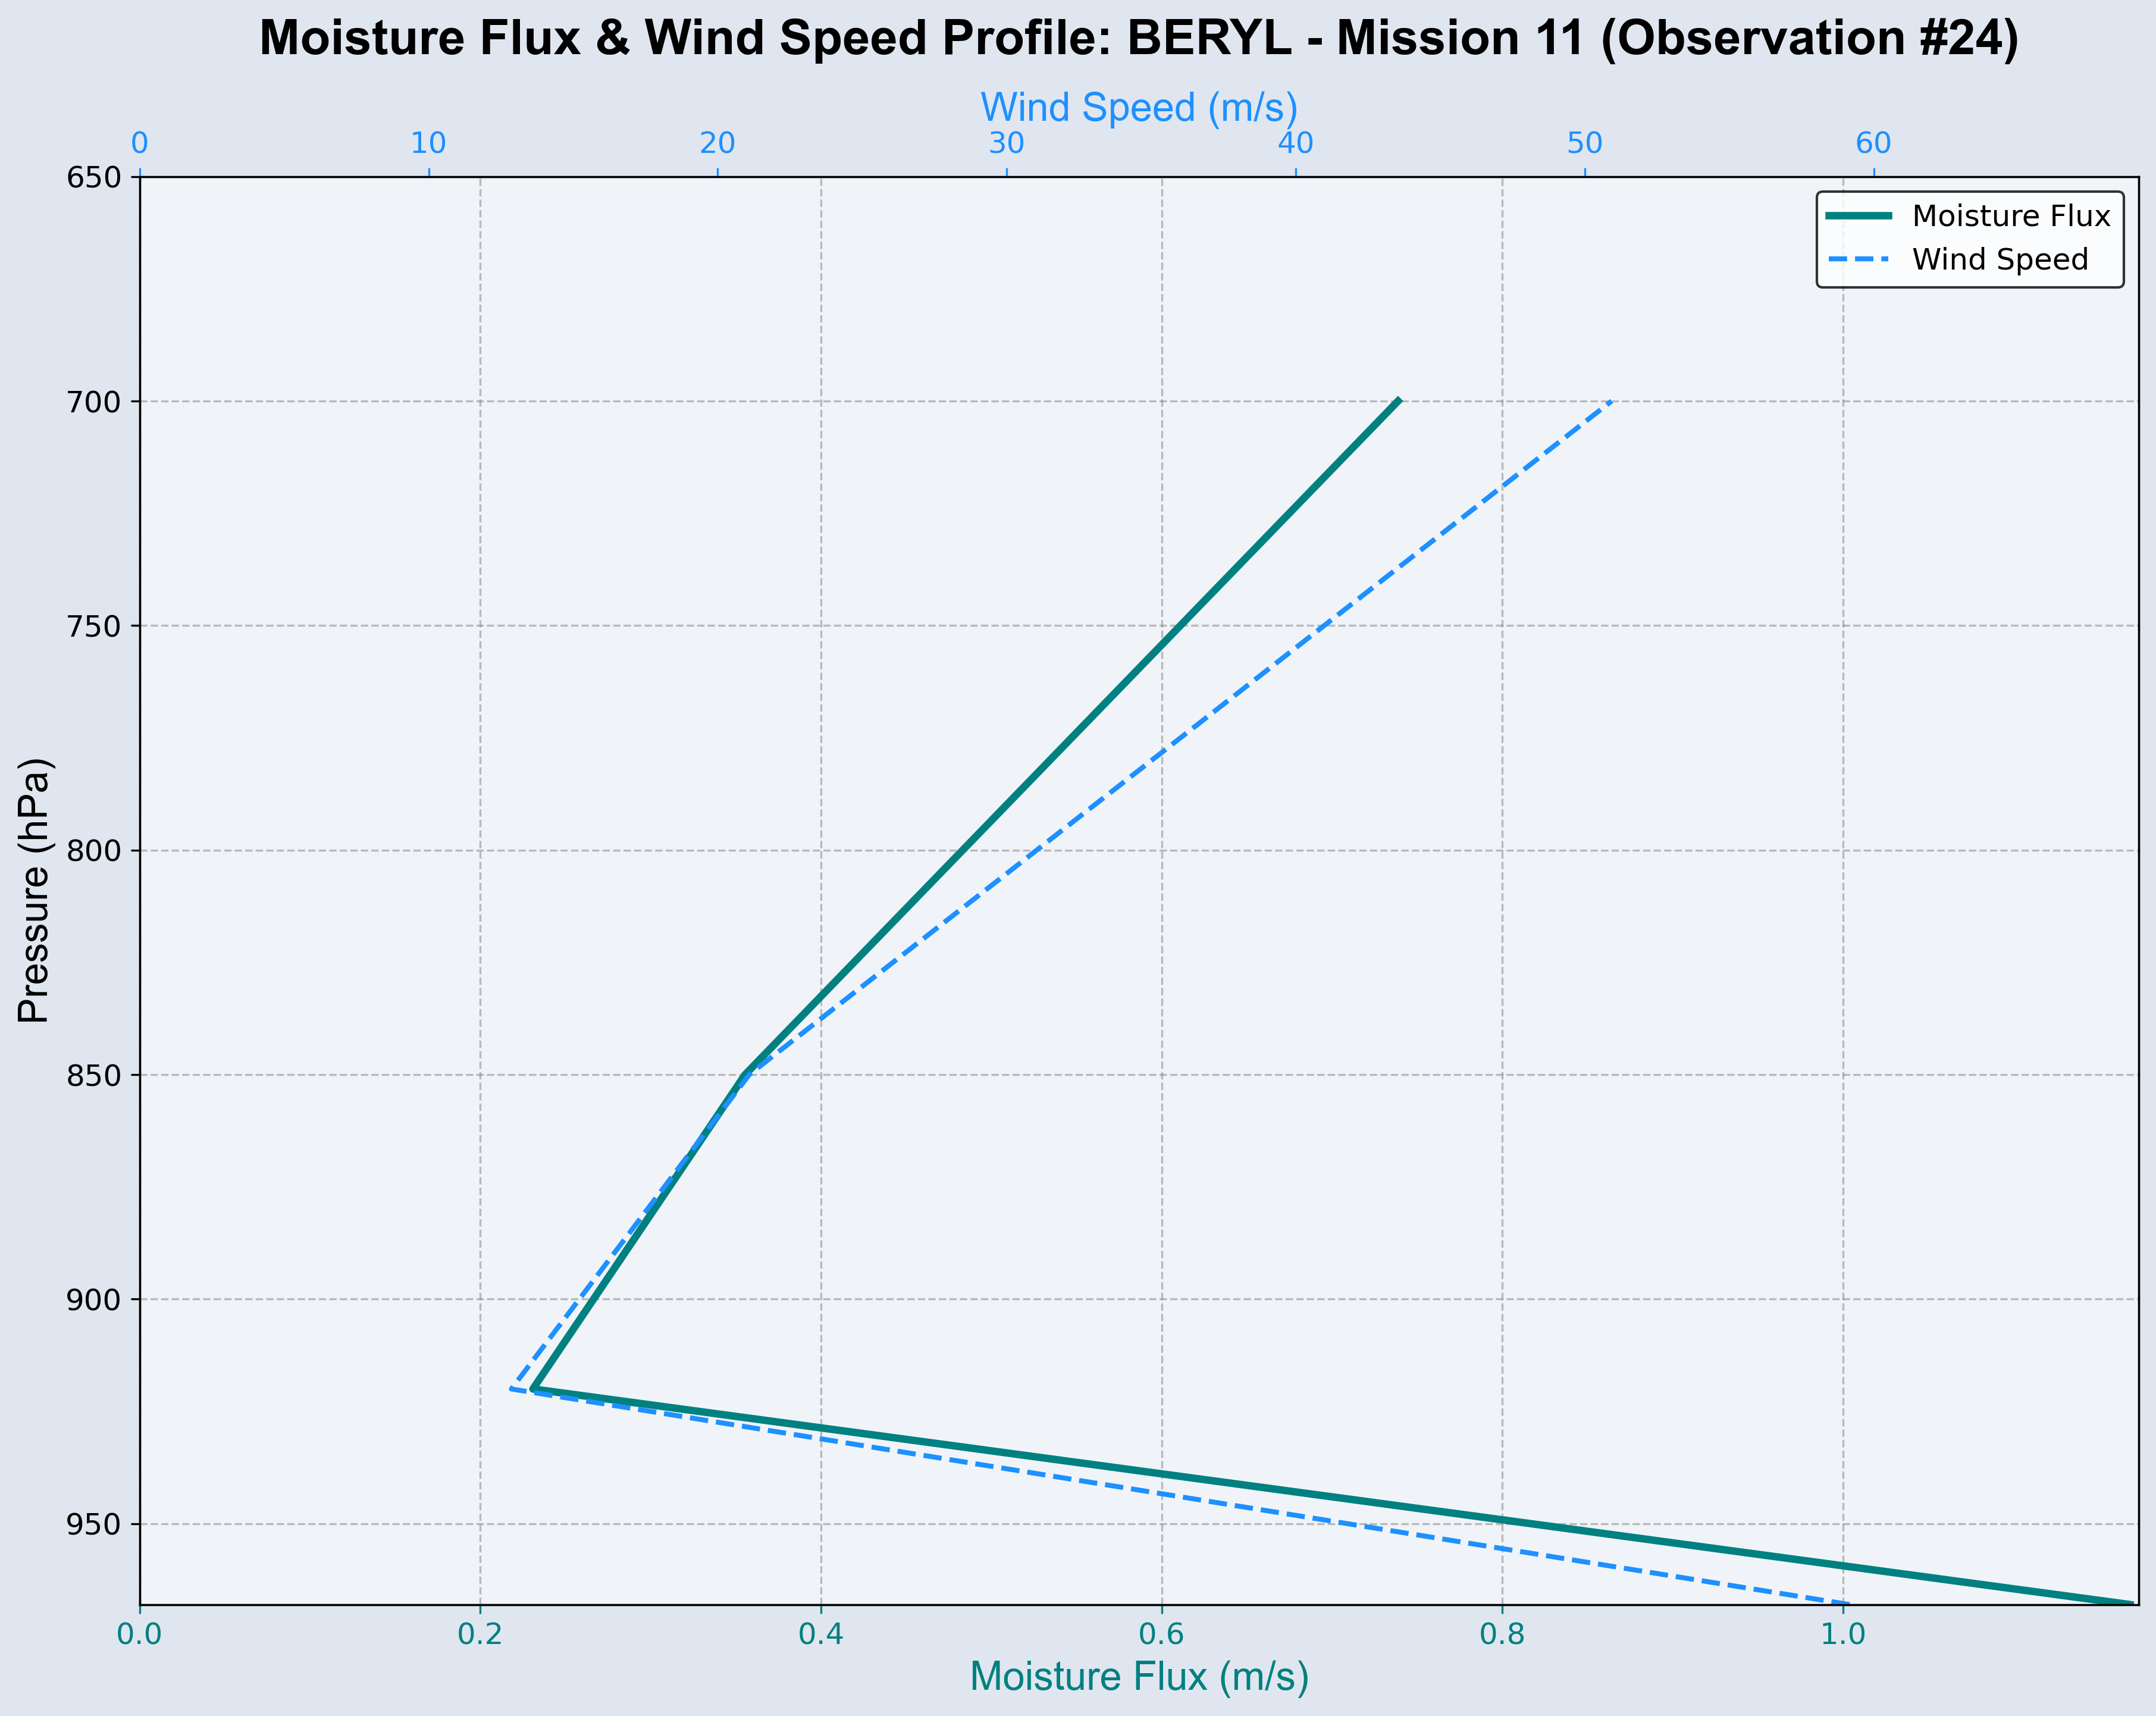 Moisture Flux & Wind Speed Profile: BERYL - Mission 11 (Observation #24)
Wind Speed (m/s)
0 10 20 30 40 50 60
Moisture Flux
Wind Speed
Pressure (hPa)
650
700
750
800
850
900
950
0.0 0.2 0.4 0.6 0.8 1.0
Moisture Flux (m/s)